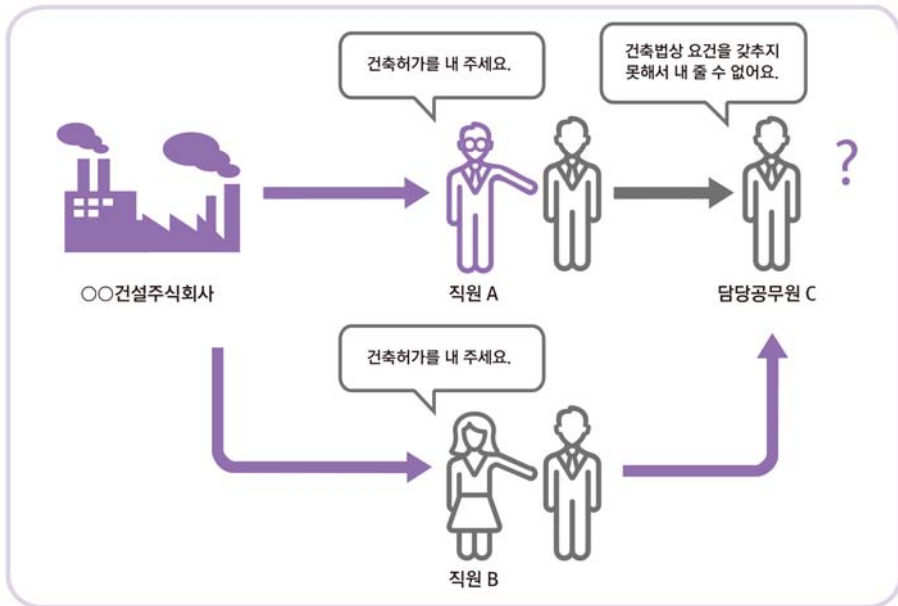 건축허가를 내 주세요.
건축법상 요건을 갖추지
못해서 내 줄 수 없어요.
?
○○건설주식회사
직원 A
담당공무원 C
건축허가를 내 주세요.
직원 B